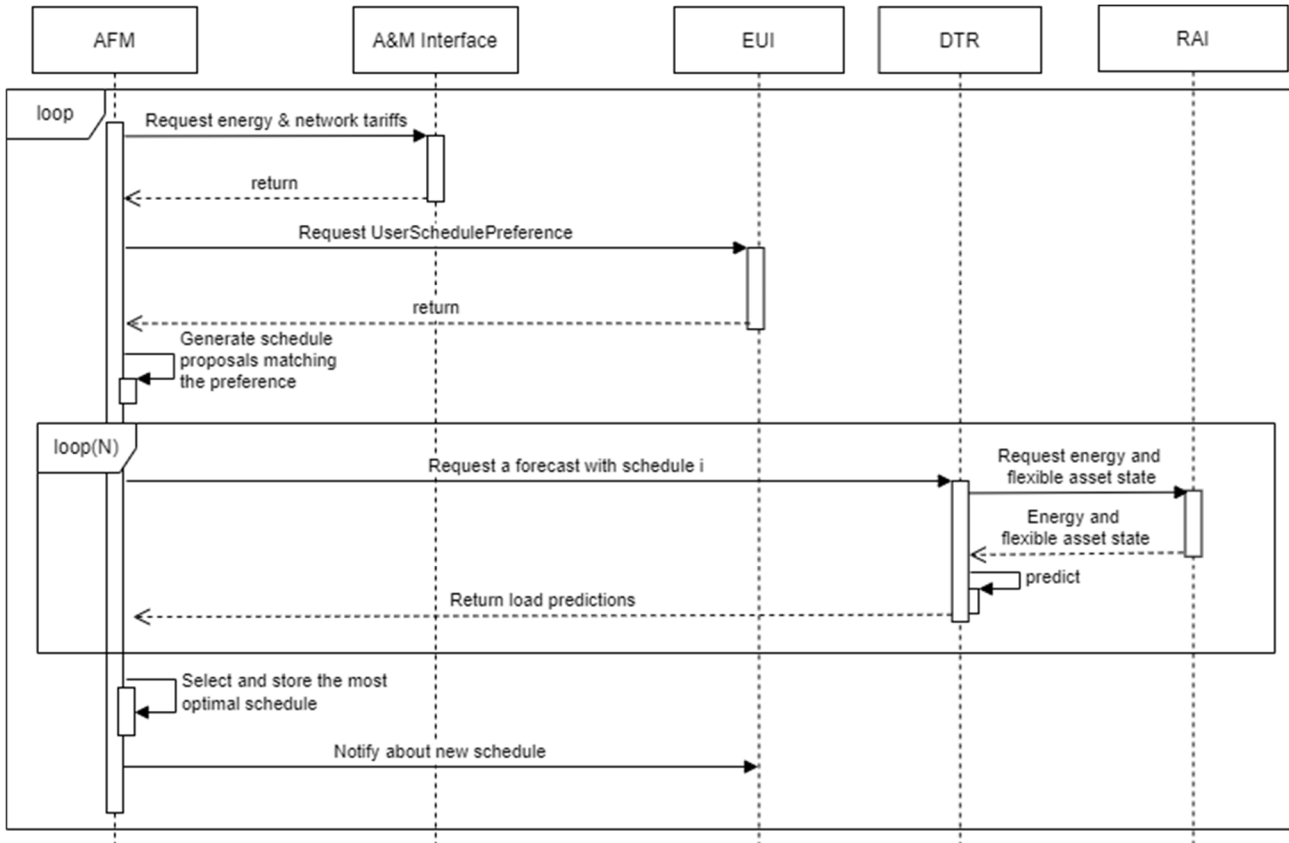 AFM
A&M Interface
EUI
DTR
RAI
loop
Request energy & network tariffs
return
Request UserSchedulePreference
return
Generate schedule
proposals matching
the preference
loop(N)
Request a forecast with schedule i
Request energy and
flexible asset state
Energy and
flexible asset state
predict
Return load predictions
Select and store the most
optimal schedule
Notify about new schedule